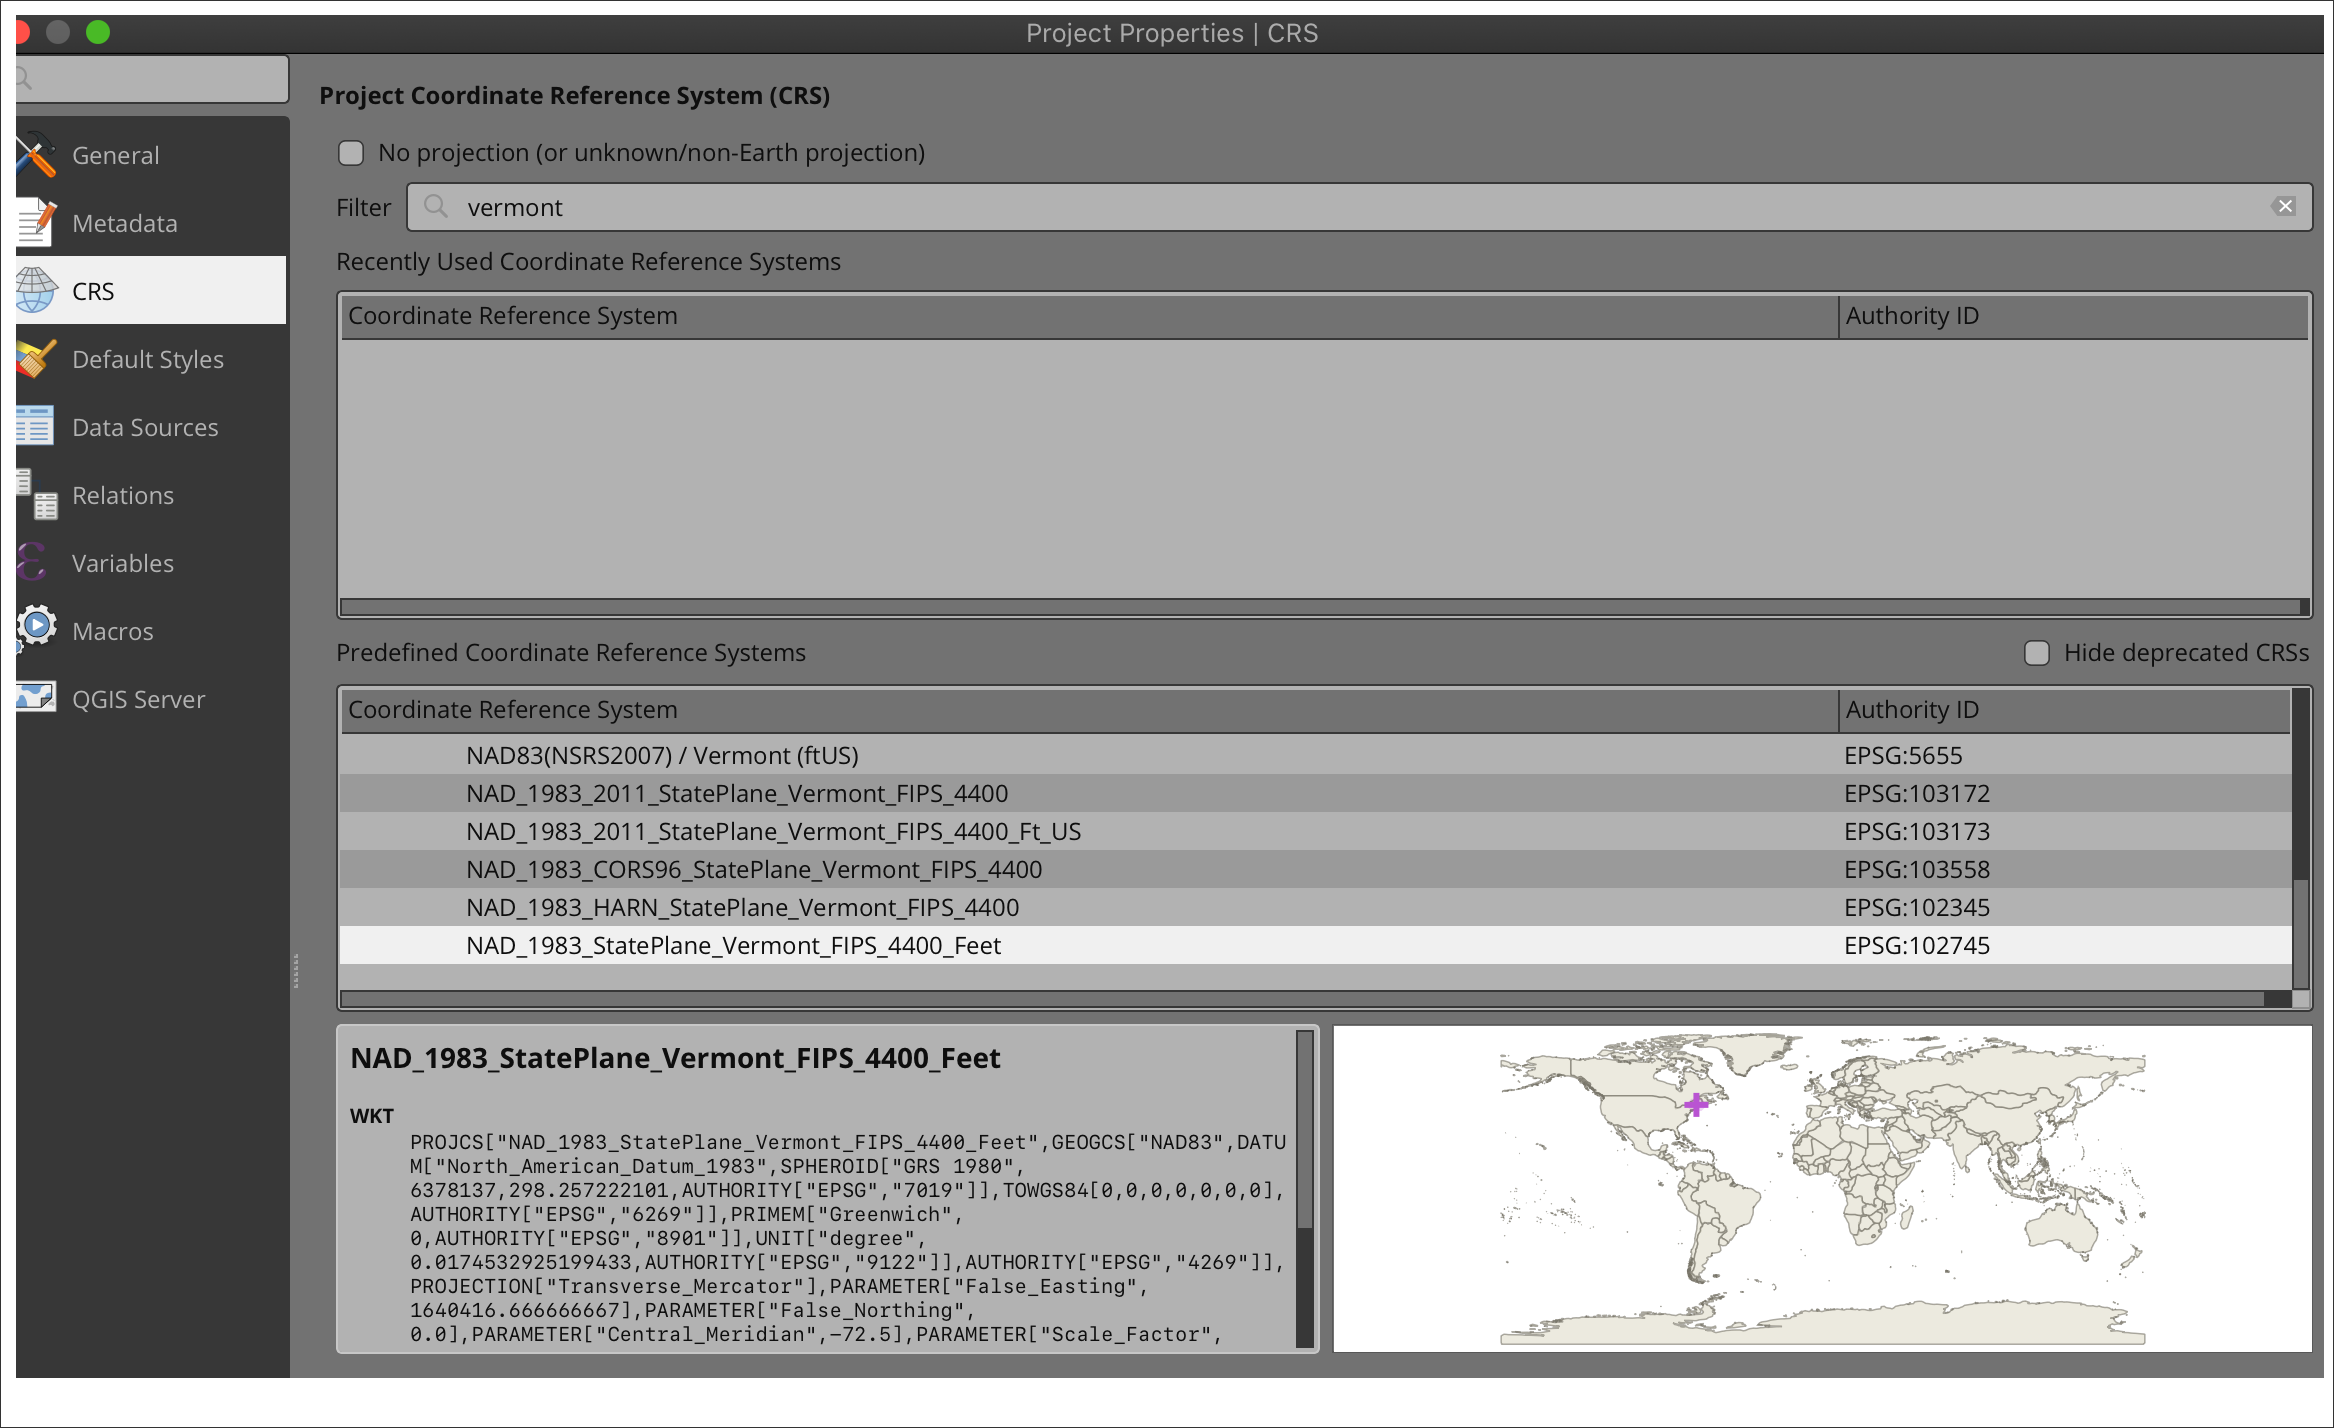 Project Properties | CRS
General
Metadata
CRS
Default Styles
Data Sources
Relations
Variables
Macros
QGIS Server
Project Coordinate Reference System (CRS)
No projection (or unknown/non-Earth projection)
Filter vermont
Recently Used Coordinate Reference Systems
Coordinate Reference System Authority ID
Predefined Coordinate Reference Systems Hide deprecated CRSs
Coordinate Reference System Authority ID
NAD83(NSRS2007) / Vermont (ftUS) EPSG:5655
NAD_1983_2011_StatePlane_Vermont_FIPS_4400 EPSG:103172
NAD_1983_2011_StatePlane_Vermont_FIPS_4400_Ft_US EPSG:103173
NAD_1983_CORS96_StatePlane_Vermont_FIPS_4400 EPSG:103558
NAD_1983_HARN_StatePlane_Vermont_FIPS_4400 EPSG:102345
NAD_1983_StatePlane_Vermont_FIPS_4400_Feet EPSG:102745
NAD_1983_StatePlane_Vermont_FIPS_4400_Feet
WKT
PROJCS["NAD_1983_StatePlane_Vermont_FIPS_4400_Feet",GEOGCS["NAD83",DATU
M["North_American_Datum_1983",SPHEROID["GRS 1980",
6378137,298.257222101,AUTHORITY["EPSG","7019"]],TOWGS84[0,0,0,0,0,0,0],
AUTHORITY["EPSG","6269"]],PRIMEM["Greenwich",
0,AUTHORITY["EPSG","8901"]],UNIT["degree",
0.0174532925199433,AUTHORITY["EPSG","9122"]],AUTHORITY["EPSG","4269"]],
PROJECTION["Transverse_Mercator"],PARAMETER["False_Easting",
1640416.666666667],PARAMETER["False_Northing",
0.0],PARAMETER["Central_Meridian",−72.5],PARAMETER["Scale_Factor",